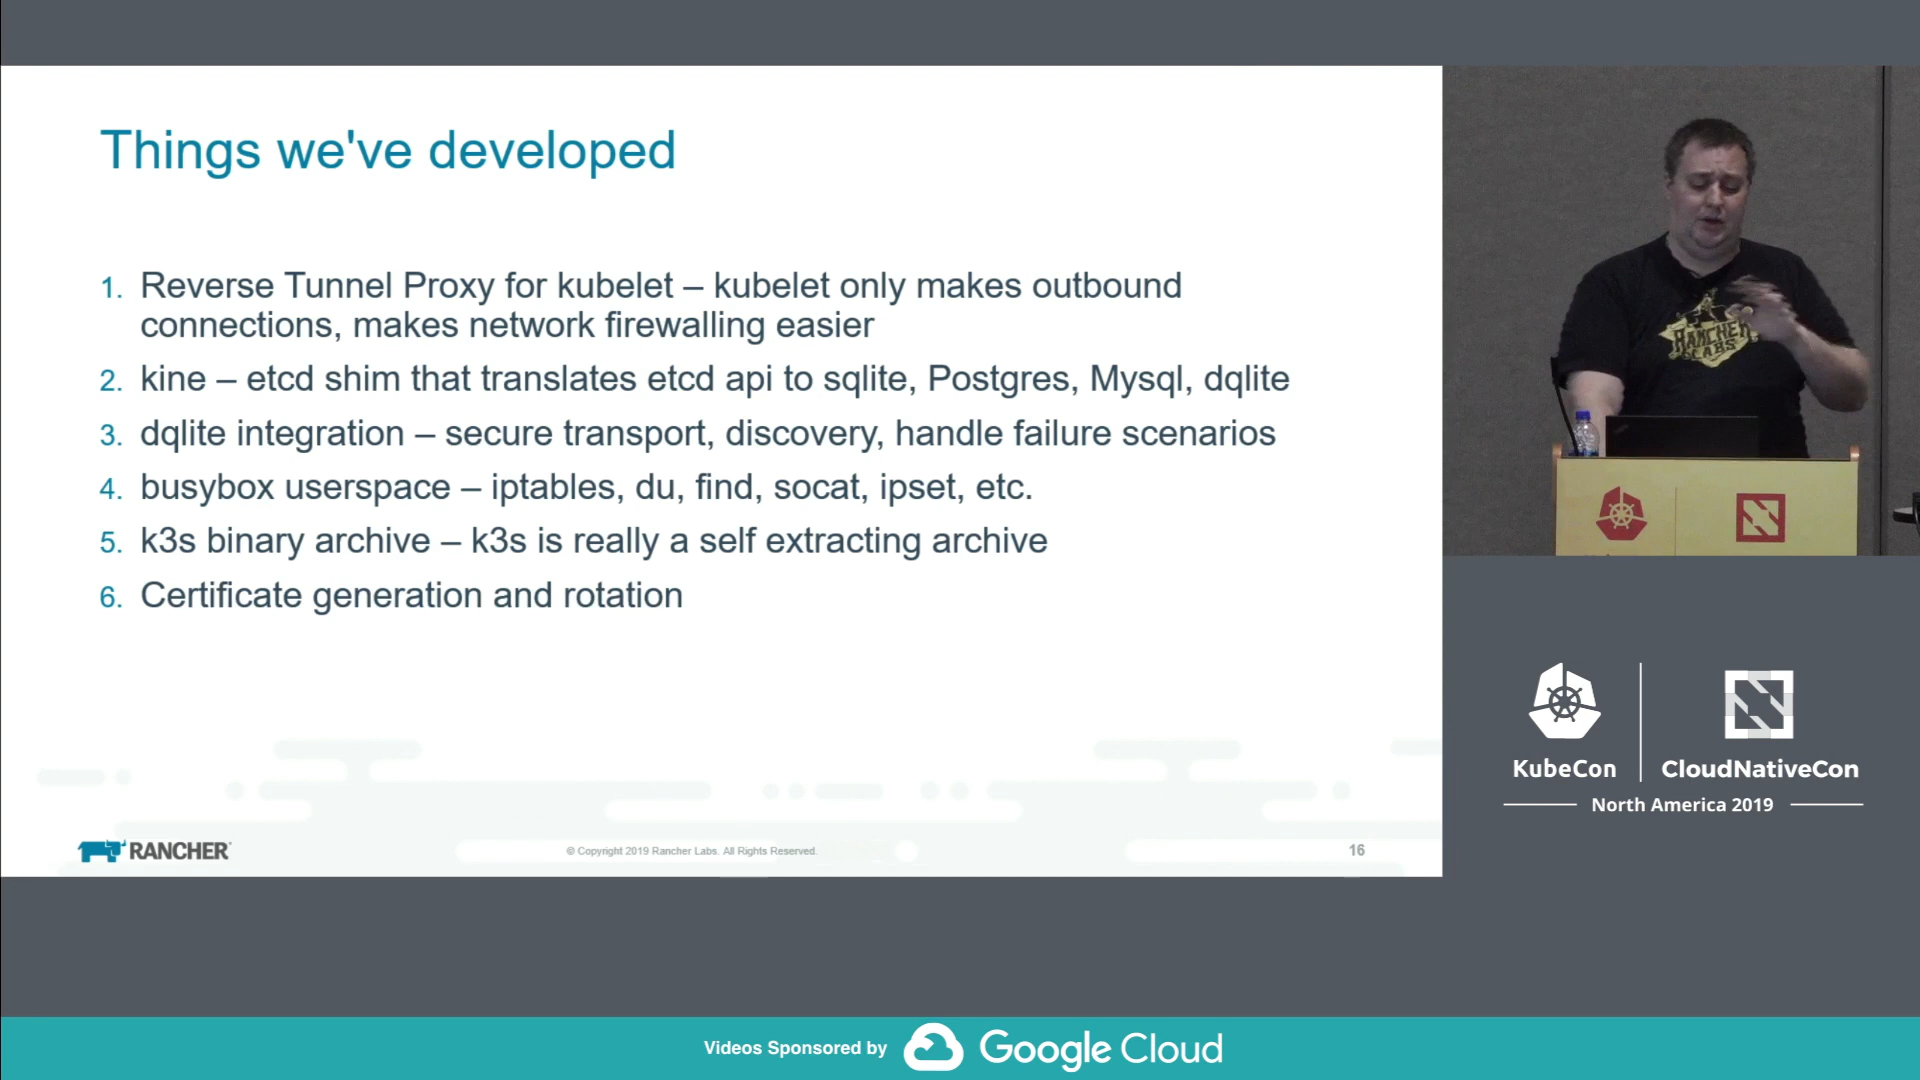 Things we've developed
1. Reverse Tunnel Proxy for kubelet – kubelet only makes outbound
connections, makes network firewalling easier
2. kine – etcd shim that translates etcd api to sqlite, Postgres, Mysql, dqlite
3. dqlite integration – secure transport, discovery, handle failure scenarios
4. busybox userspace – iptables, du, find, socat, ipset, etc.
5. k3s binary archive – k3s is really a self extracting archive
6. Certificate generation and rotation
RANCHER
© Copyright 2019 Rancher Labs. All Rights Reserved.
16
RANCHER
LABS
KubeCon
CloudNativeCon
North America 2019
Videos Sponsored by
Google Cloud